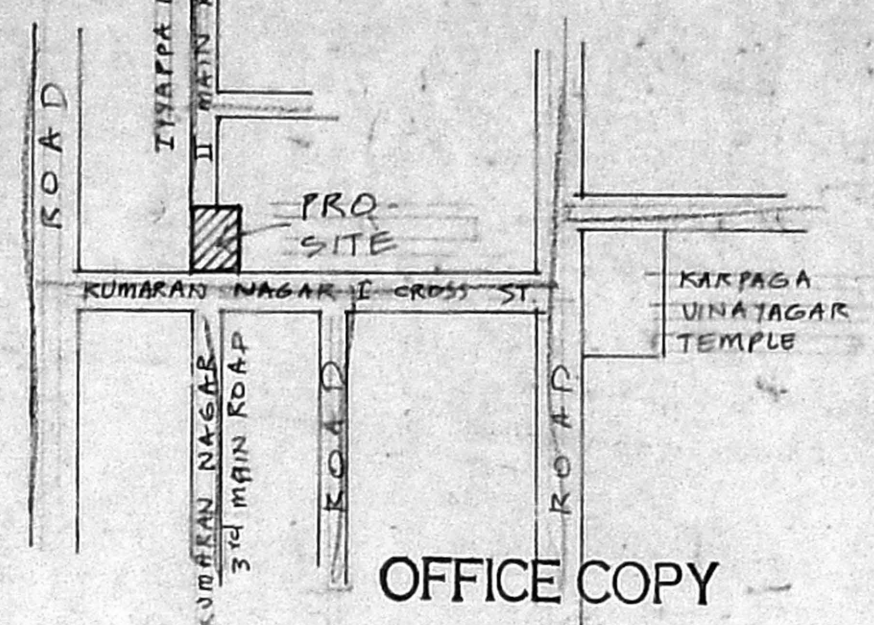 ROAD
IYYAPPA
II MAIN
PRO
SITE
KUMARAN NAGAR I CROSS ST.
KARPAGA
VINAYAGAR
TEMPLE
KUMARAN NAGAR
3rd MAIN ROAD
ROAD
ROAD
OFFICE COPY